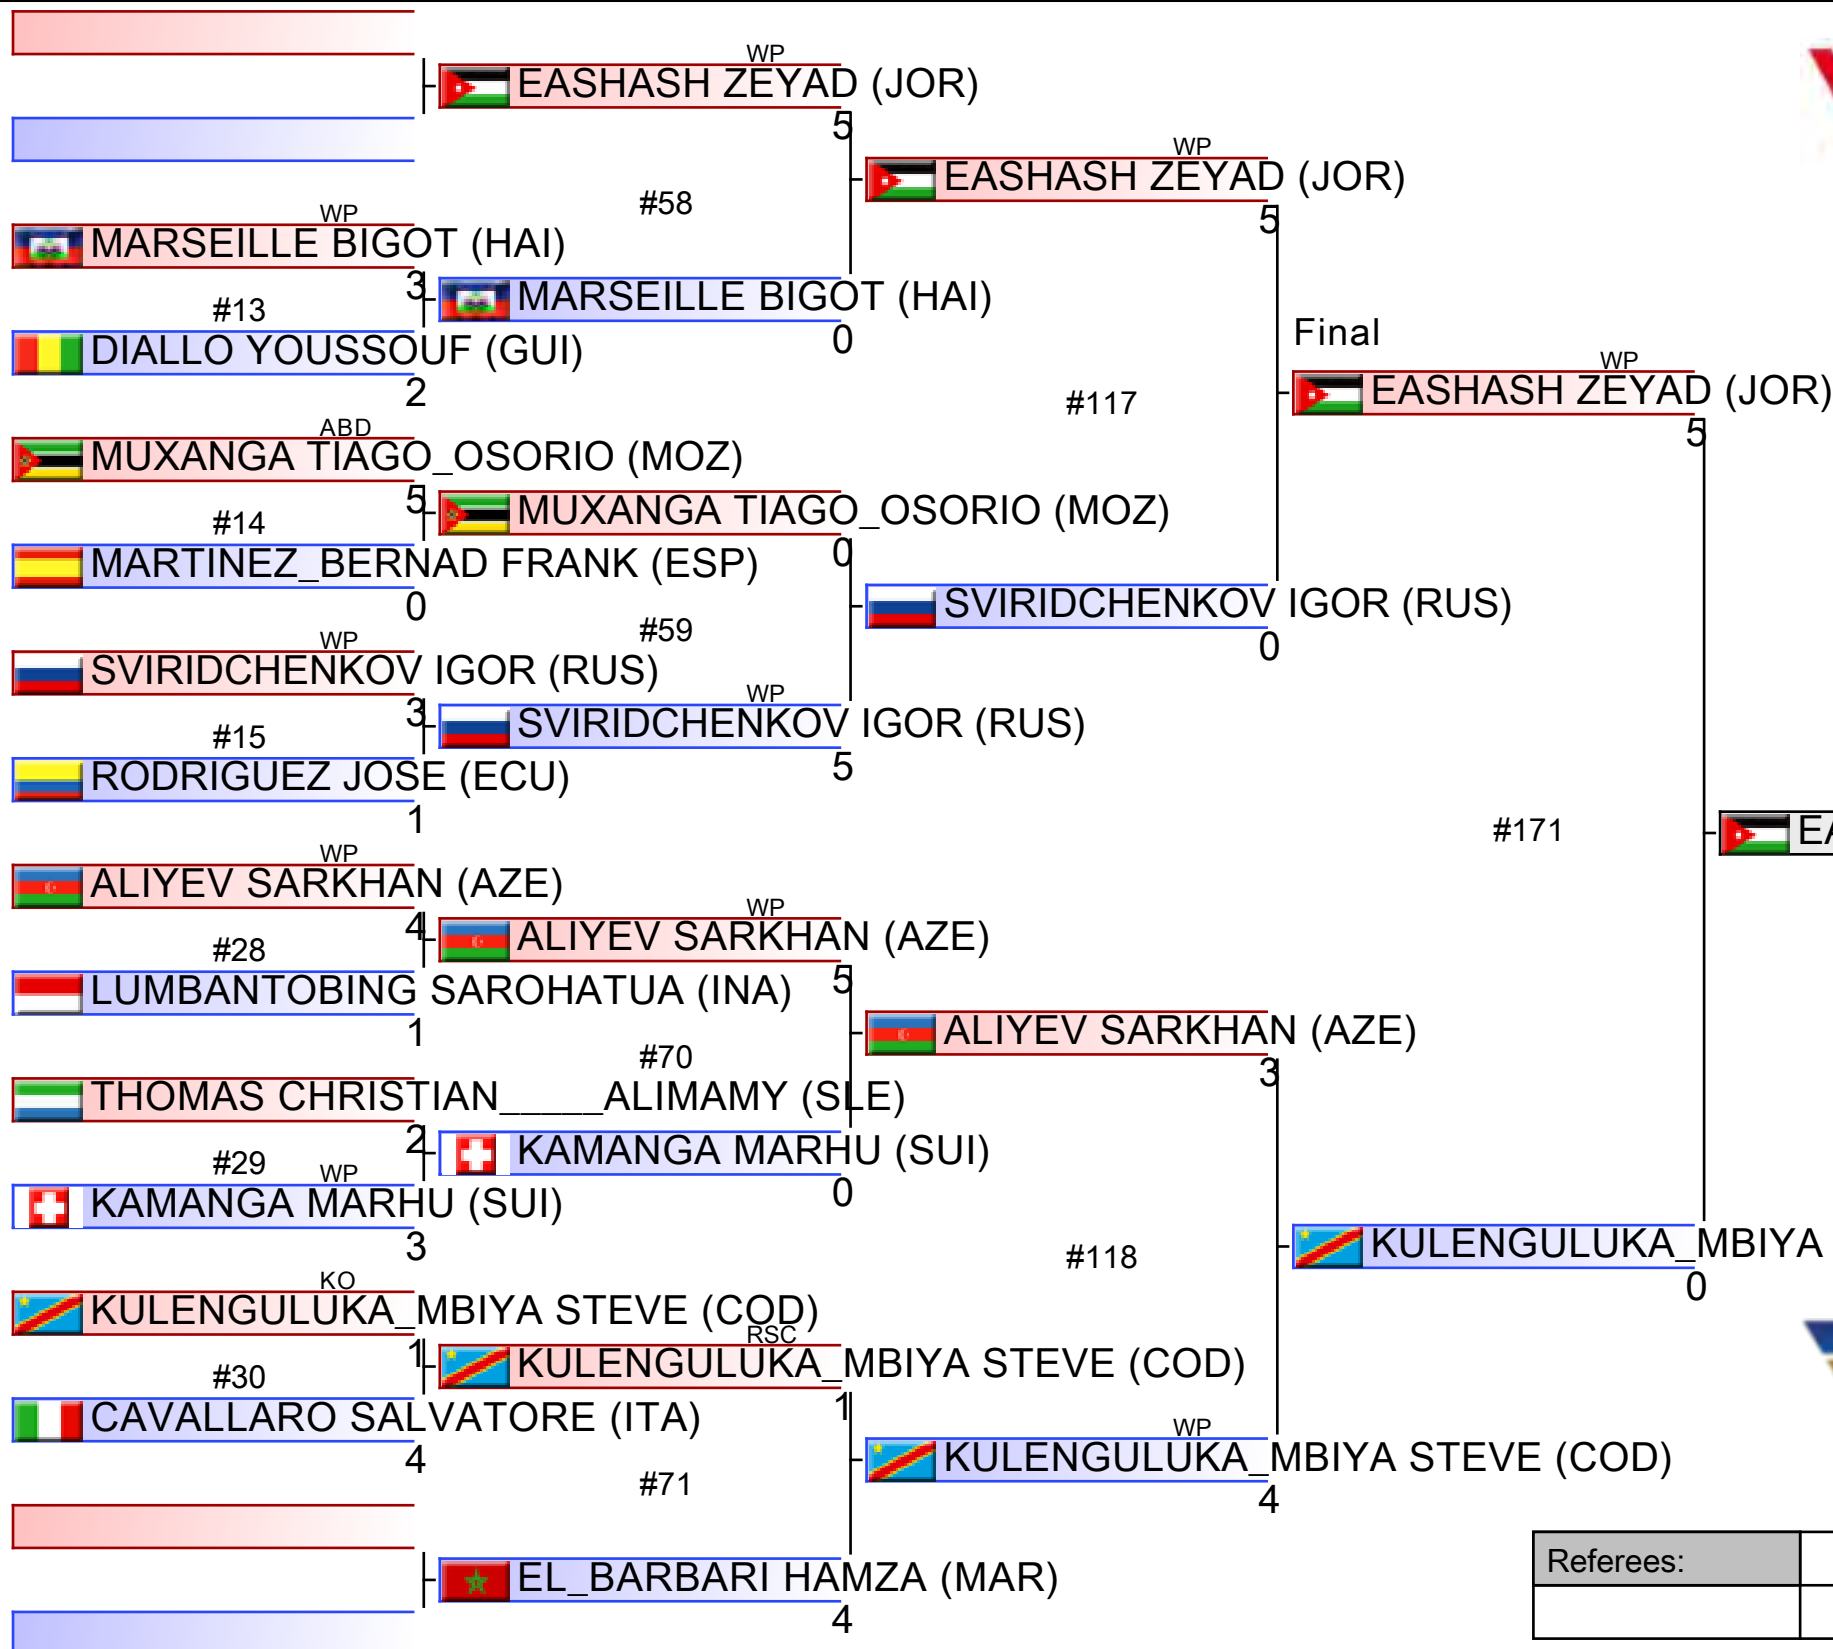 WP
EASHASH ZEYAD (JOR)
5
WP
EASHASH ZEYAD (JOR)
5
#58
WP
MARSEILLE BIGOT (HAI)
3
#13
MARSEILLE BIGOT (HAI)
0
DIALLO YOUSSOUF (GUI)
2
Final
WP
EASHASH ZEYAD (JOR)
5
#117
ABD
MUXANGA TIAGO_OSORIO (MOZ)
5
#14
MUXANGA TIAGO_OSORIO (MOZ)
0
MARTINEZ_BERNAD FRANK (ESP)
0
SVIRIDCHENKOV IGOR (RUS)
0
#59
WP
SVIRIDCHENKOV IGOR (RUS)
3
#15
WP
SVIRIDCHENKOV IGOR (RUS)
5
RODRIGUEZ JOSE (ECU)
1
#171
EA
WP
ALIYEV SARKHAN (AZE)
4
#28
WP
ALIYEV SARKHAN (AZE)
5
LUMBANTOBING SAROHATUA (INA)
1
ALIYEV SARKHAN (AZE)
3
#70
THOMAS CHRISTIAN_____ALIMAMY (SLE)
2
#29
KAMANGA MARHU (SUI)
0
WP
KAMANGA MARHU (SUI)
3
#118
KULENGULUKA_MBIYA
0
KO
KULENGULUKA_MBIYA STEVE (COD)
1
#30
RSC
KULENGULUKA_MBIYA STEVE (COD)
1
CAVALLARO SALVATORE (ITA)
4
WP
KULENGULUKA_MBIYA STEVE (COD)
4
#71
EL_BARBARI HAMZA (MAR)
4
Referees: